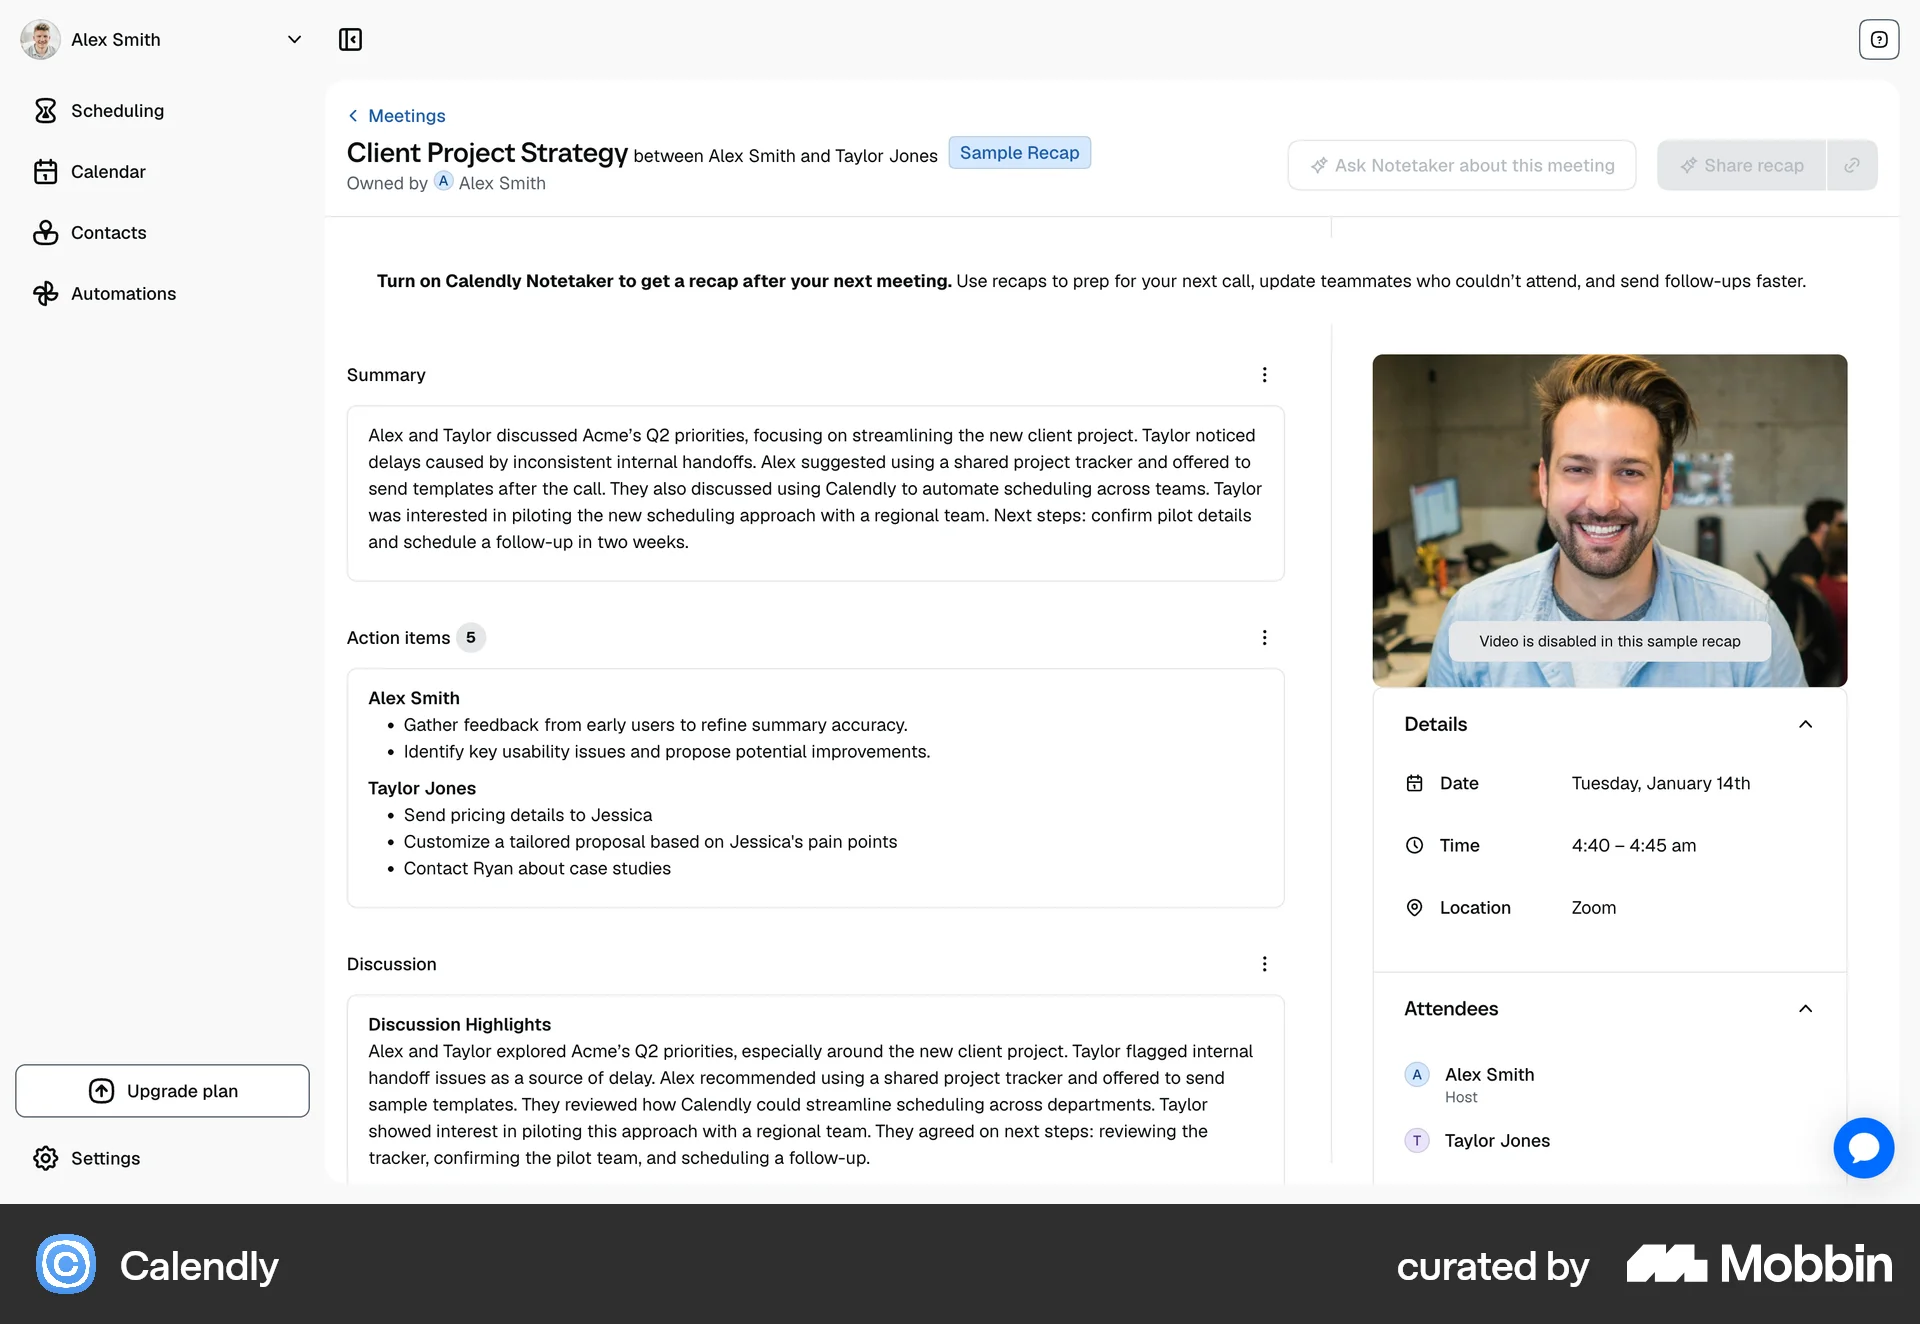 Alex Smith
Scheduling
Calendar
Contacts
Automations
Upgrade plan
Settings
Meetings
Client Project Strategy between Alex Smith and Taylor Jones Sample Recap
Owned by A Alex Smith
Ask Notetaker about this meeting
Share recap
Turn on Calendly Notetaker to get a recap after your next meeting. Use recaps to prep for your next call, update teammates who couldn’t attend, and send follow-ups faster.
Summary
Alex and Taylor discussed Acme’s Q2 priorities, focusing on streamlining the new client project. Taylor noticed
delays caused by inconsistent internal handoffs. Alex suggested using a shared project tracker and offered to
send templates after the call. They also discussed using Calendly to automate scheduling across teams. Taylor
was interested in piloting the new scheduling approach with a regional team. Next steps: confirm pilot details
and schedule a follow-up in two weeks.
Action items 5
Alex Smith
• Gather feedback from early users to refine summary accuracy.
• Identify key usability issues and propose potential improvements.
Taylor Jones
• Send pricing details to Jessica
• Customize a tailored proposal based on Jessica's pain points
• Contact Ryan about case studies
Discussion
Discussion Highlights
Alex and Taylor explored Acme’s Q2 priorities, especially around the new client project. Taylor flagged internal
handoff issues as a source of delay. Alex recommended using a shared project tracker and offered to send
sample templates. They reviewed how Calendly could streamline scheduling across departments. Taylor
showed interest in piloting this approach with a regional team. They agreed on next steps: reviewing the
tracker, confirming the pilot team, and scheduling a follow-up.
Video is disabled in this sample recap
Details
Date Tuesday, January 14th
Time 4:40 – 4:45 am
Location Zoom
Attendees
A Alex Smith
Host
T Taylor Jones
Calendly
curated by Mobbin